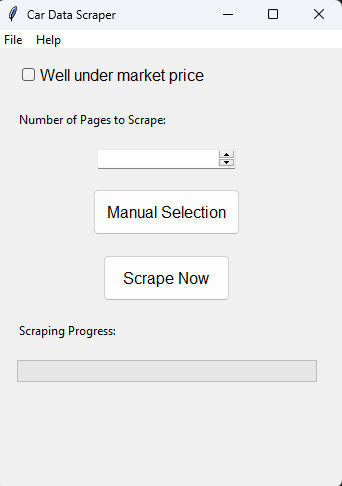 Car Data Scraper
File Help
Well under market price
Number of Pages to Scrape:
Manual Selection
Scrape Now
Scraping Progress: